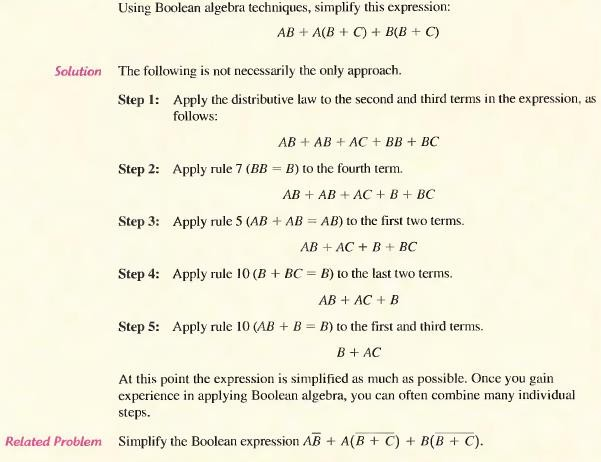 Using Boolean algebra techniques, simplify this expression:
AB + A(B + C) + B(B + C)
Solution The following is not necessarily the only approach.
Step 1: Apply the distributive law to the second and third terms in the expression, as
follows:
AB + AB + AC + BB + BC
Step 2: Apply rule 7 (BB = B) to the fourth term.
AB + AB + AC + B + BC
Step 3: Apply rule 5 (AB + AB = AB) to the first two terms.
AB + AC + B + BC
Step 4: Apply rule 10 (B + BC = B) to the last two terms.
AB + AC + B
Step 5: Apply rule 10 (AB + B = B) to the first and third terms.
B + AC
At this point the expression is simplified as much as possible. Once you gain
experience in applying Boolean algebra, you can often combine many individual
steps.
Related Problem Simplify the Boolean expression AB̅ + A(B̅ ̅+̅ ̅C̅) + B(B̅ ̅+̅ ̅C̅).